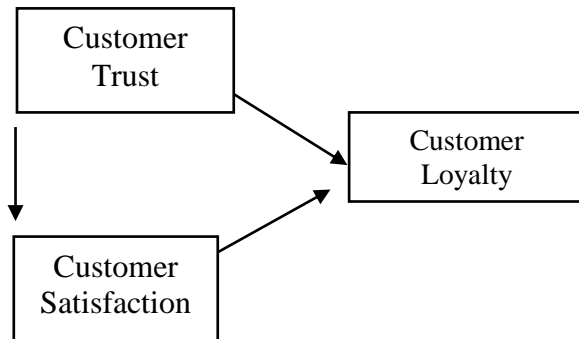 Customer
Trust
Customer
Loyalty
Customer
Satisfaction